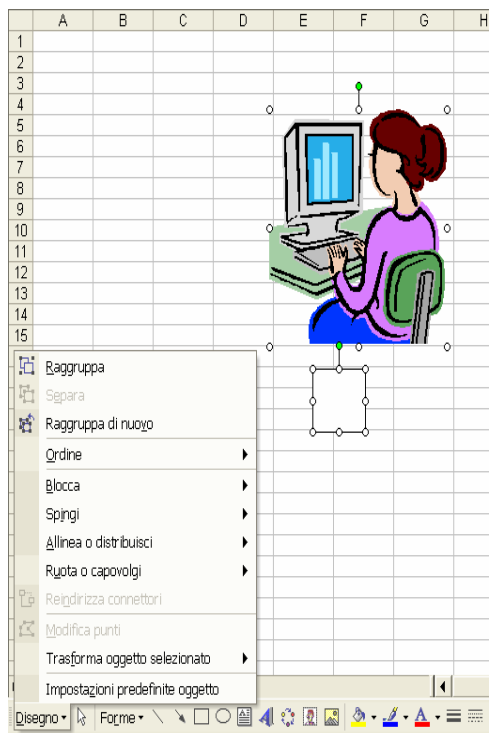 A B C D E F G H
1
2
3
4
5
6
7
8
9
10
11
12
13
14
15
Raggruppa
Separa
Raggruppa di nuovo
Ordine
Blocca
Spingi
Allinea o distribuisci
Ruota o capovolgi
Reindirizza connettori
Modifica punti
Trasforma oggetto selezionato
Impostazioni predefinite oggetto
Disegno Forme A A